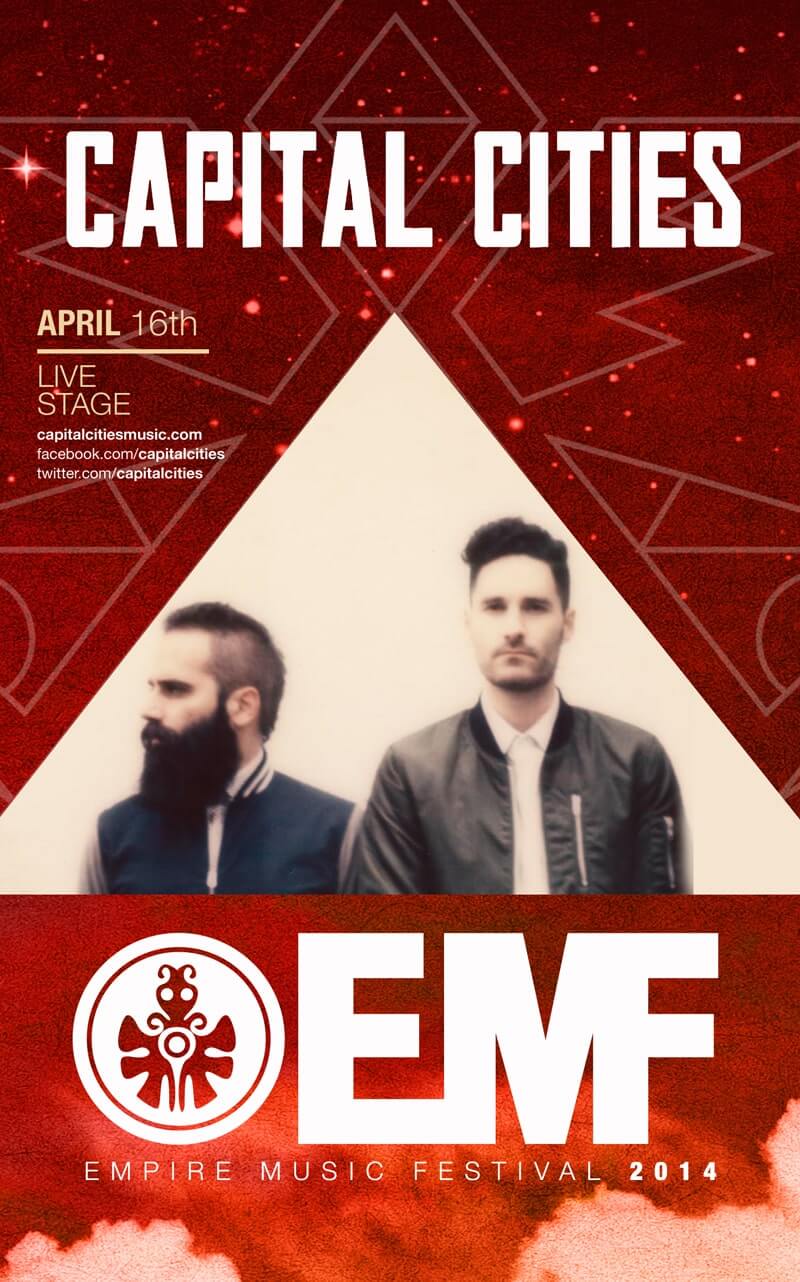 CAPITAL CITIES
APRIL 16th
LIVE
STAGE
capitalcitiesmusic.com
facebook.com/capitalcities
twitter.com/capitalcities
EMF
EMPIRE MUSIC FESTIVAL 2014